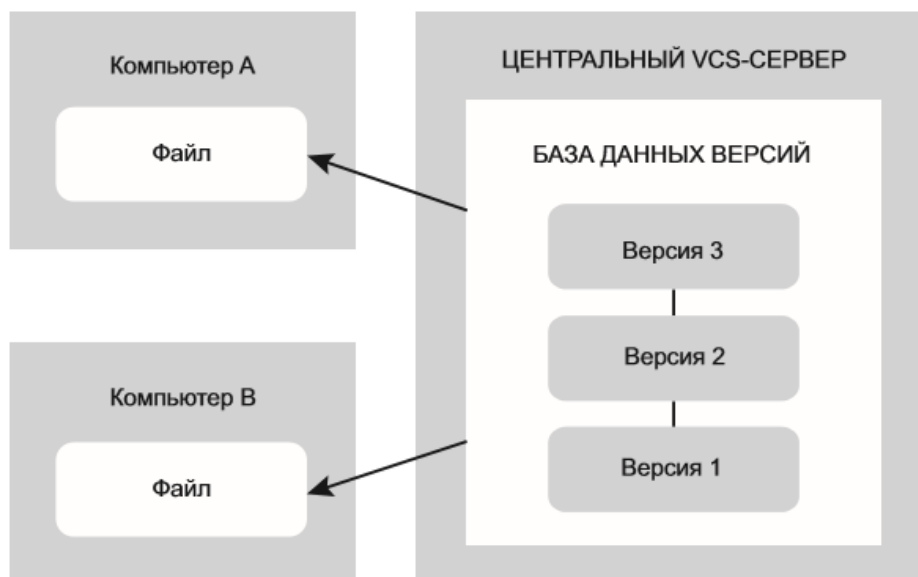 Компьютер А
Файл
Компьютер В
Файл
ЦЕНТРАЛЬНЫЙ VCS-СЕРВЕР
БАЗА ДАННЫХ ВЕРСИЙ
Версия 3
Версия 2
Версия 1